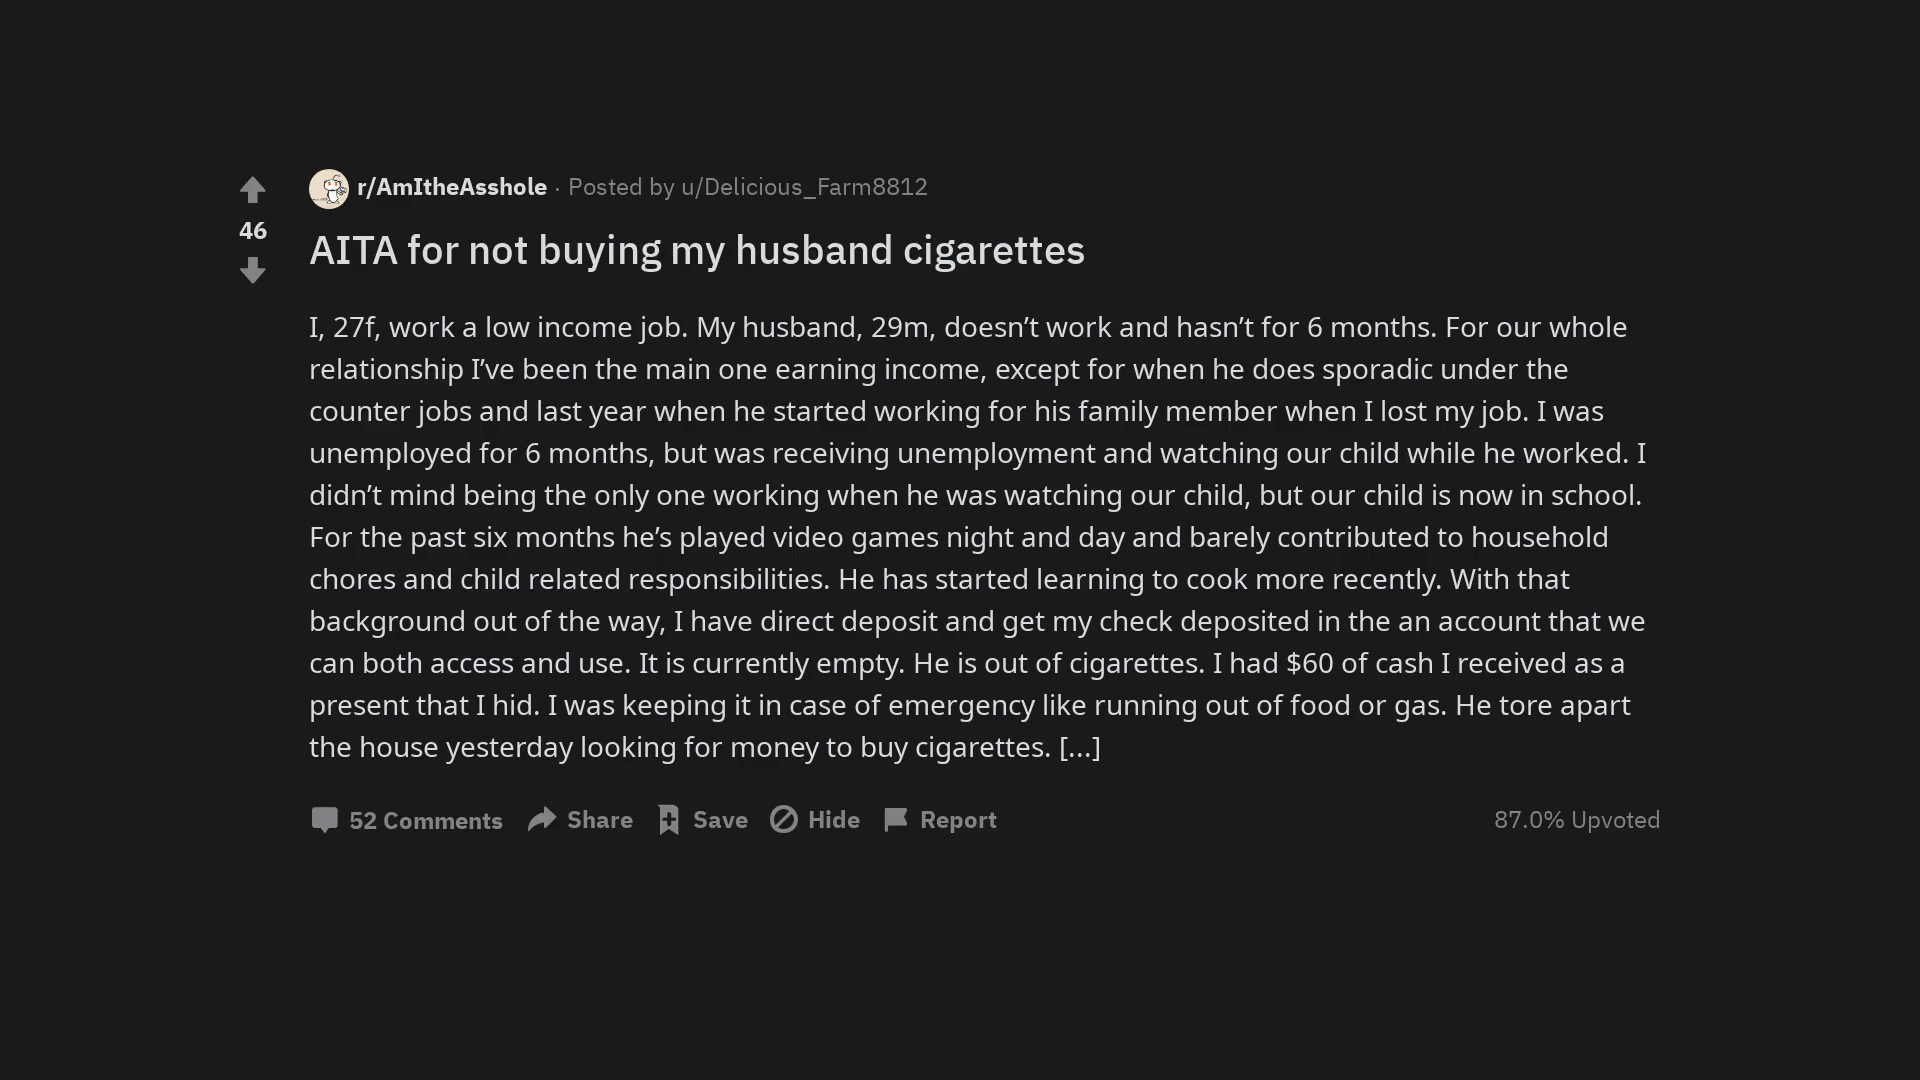 r/AmItheAsshole · Posted by u/Delicious_Farm8812
46
AITA for not buying my husband cigarettes
I, 27f, work a low income job. My husband, 29m, doesn’t work and hasn’t for 6 months. For our whole
relationship I’ve been the main one earning income, except for when he does sporadic under the
counter jobs and last year when he started working for his family member when I lost my job. I was
unemployed for 6 months, but was receiving unemployment and watching our child while he worked. I
didn’t mind being the only one working when he was watching our child, but our child is now in school.
For the past six months he’s played video games night and day and barely contributed to household
chores and child related responsibilities. He has started learning to cook more recently. With that
background out of the way, I have direct deposit and get my check deposited in the an account that we
can both access and use. It is currently empty. He is out of cigarettes. I had $60 of cash I received as a
present that I hid. I was keeping it in case of emergency like running out of food or gas. He tore apart
the house yesterday looking for money to buy cigarettes. [...]
52 Comments Share Save Hide Report 87.0% Upvoted